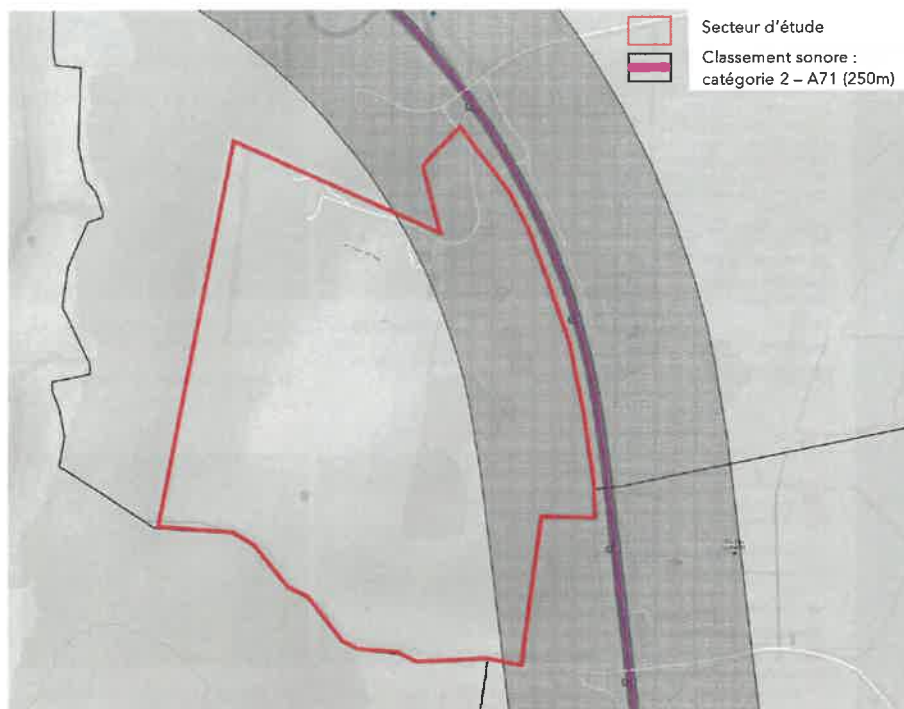 Secteur d'étude
Classement sonore :
catégorie 2 – A71 (250m)